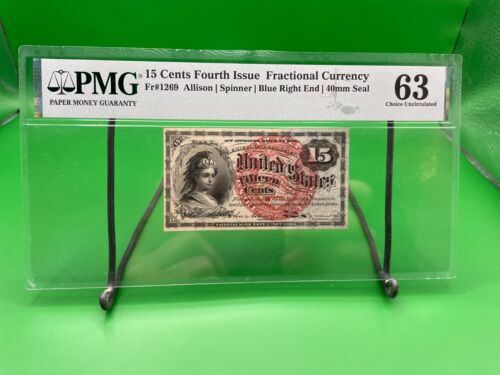 PMG
PAPER MONEY GUARANTY
15 Cents Fourth Issue Fractional Currency
Fr#1269 Allison | Spinner | Blue Right End | 40mm Seal
63
Choice Uncirculated
15
United States
Fifteen
Cents